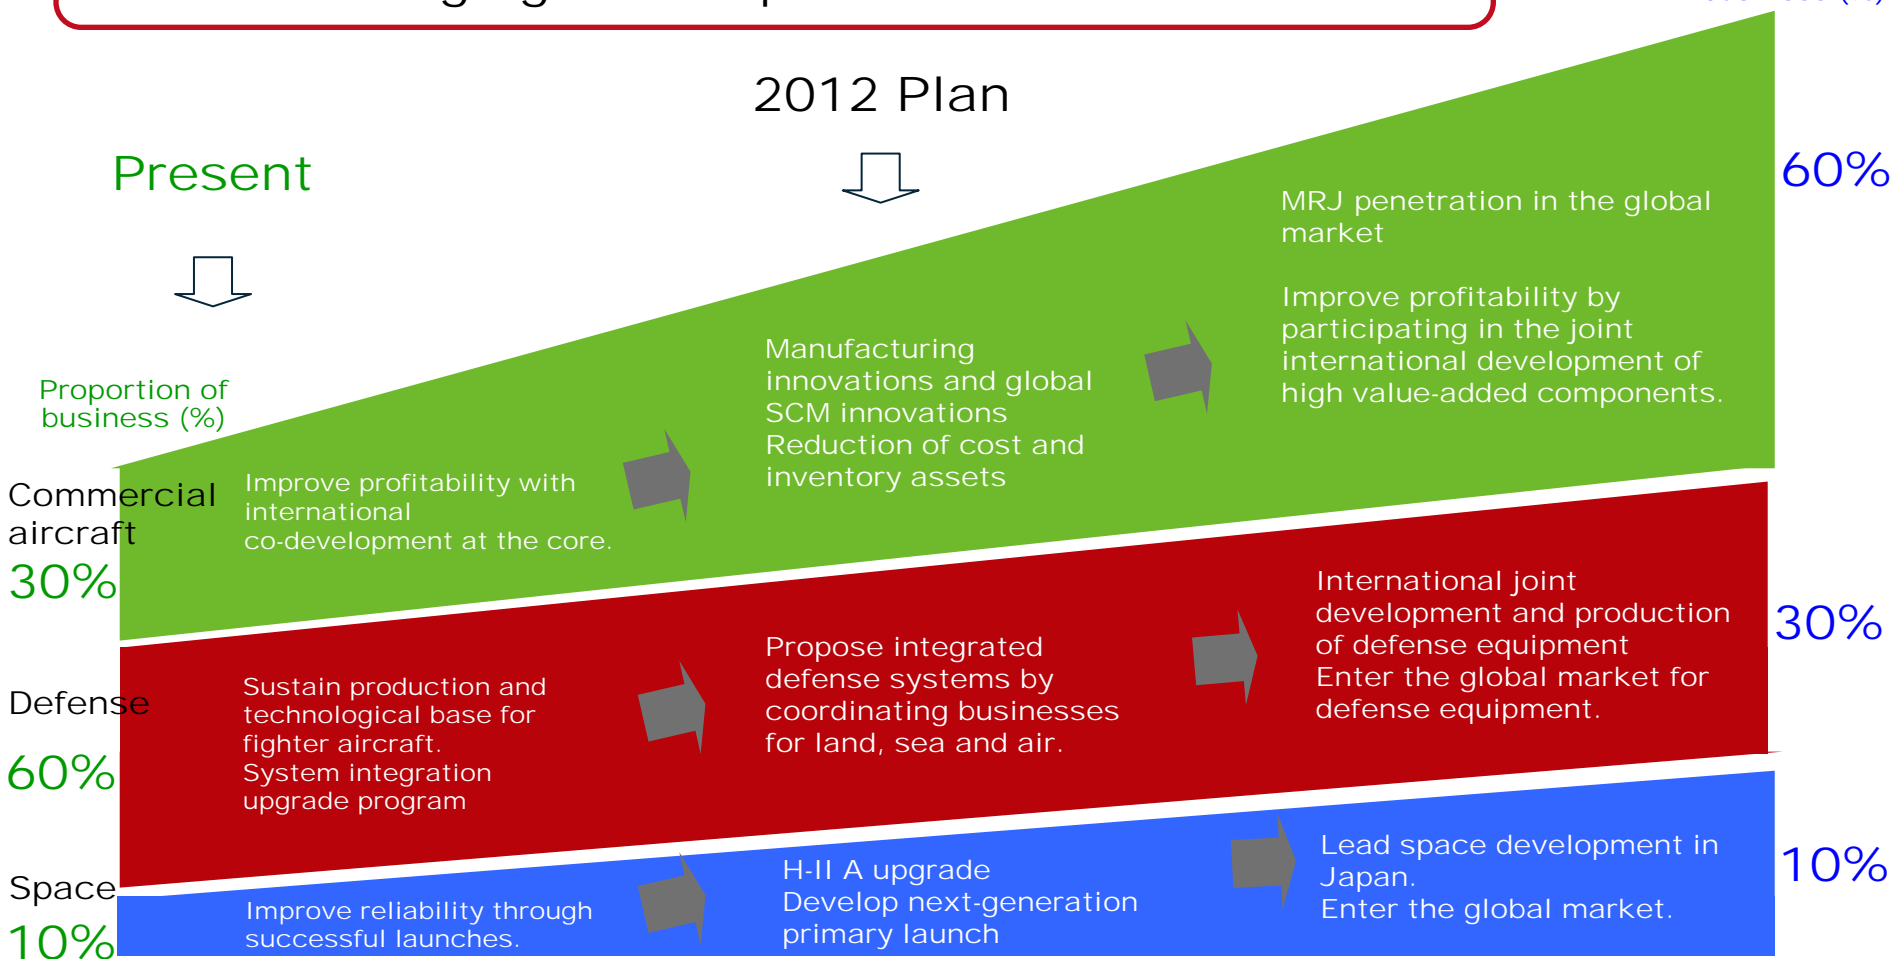 2012 Plan
Present
Proportion of
business (%)
60%
MRJ penetration in the global
market
Improve profitability by
participating in the joint
international development of
high value-added components.
Manufacturing
innovations and global
SCM innovations
Reduction of cost and
inventory assets
Commercial
aircraft
30%
Improve profitability with
international
co-development at the core.
Defense
60%
Sustain production and
technological base for
fighter aircraft.
System integration
upgrade program
Propose integrated
defense systems by
coordinating businesses
for land, sea and air.
International joint
development and production
of defense equipment
Enter the global market for
defense equipment.
30%
Space
10%
Improve reliability through
successful launches.
H-II A upgrade
Develop next-generation
primary launch
Lead space development in
Japan.
Enter the global market.
10%